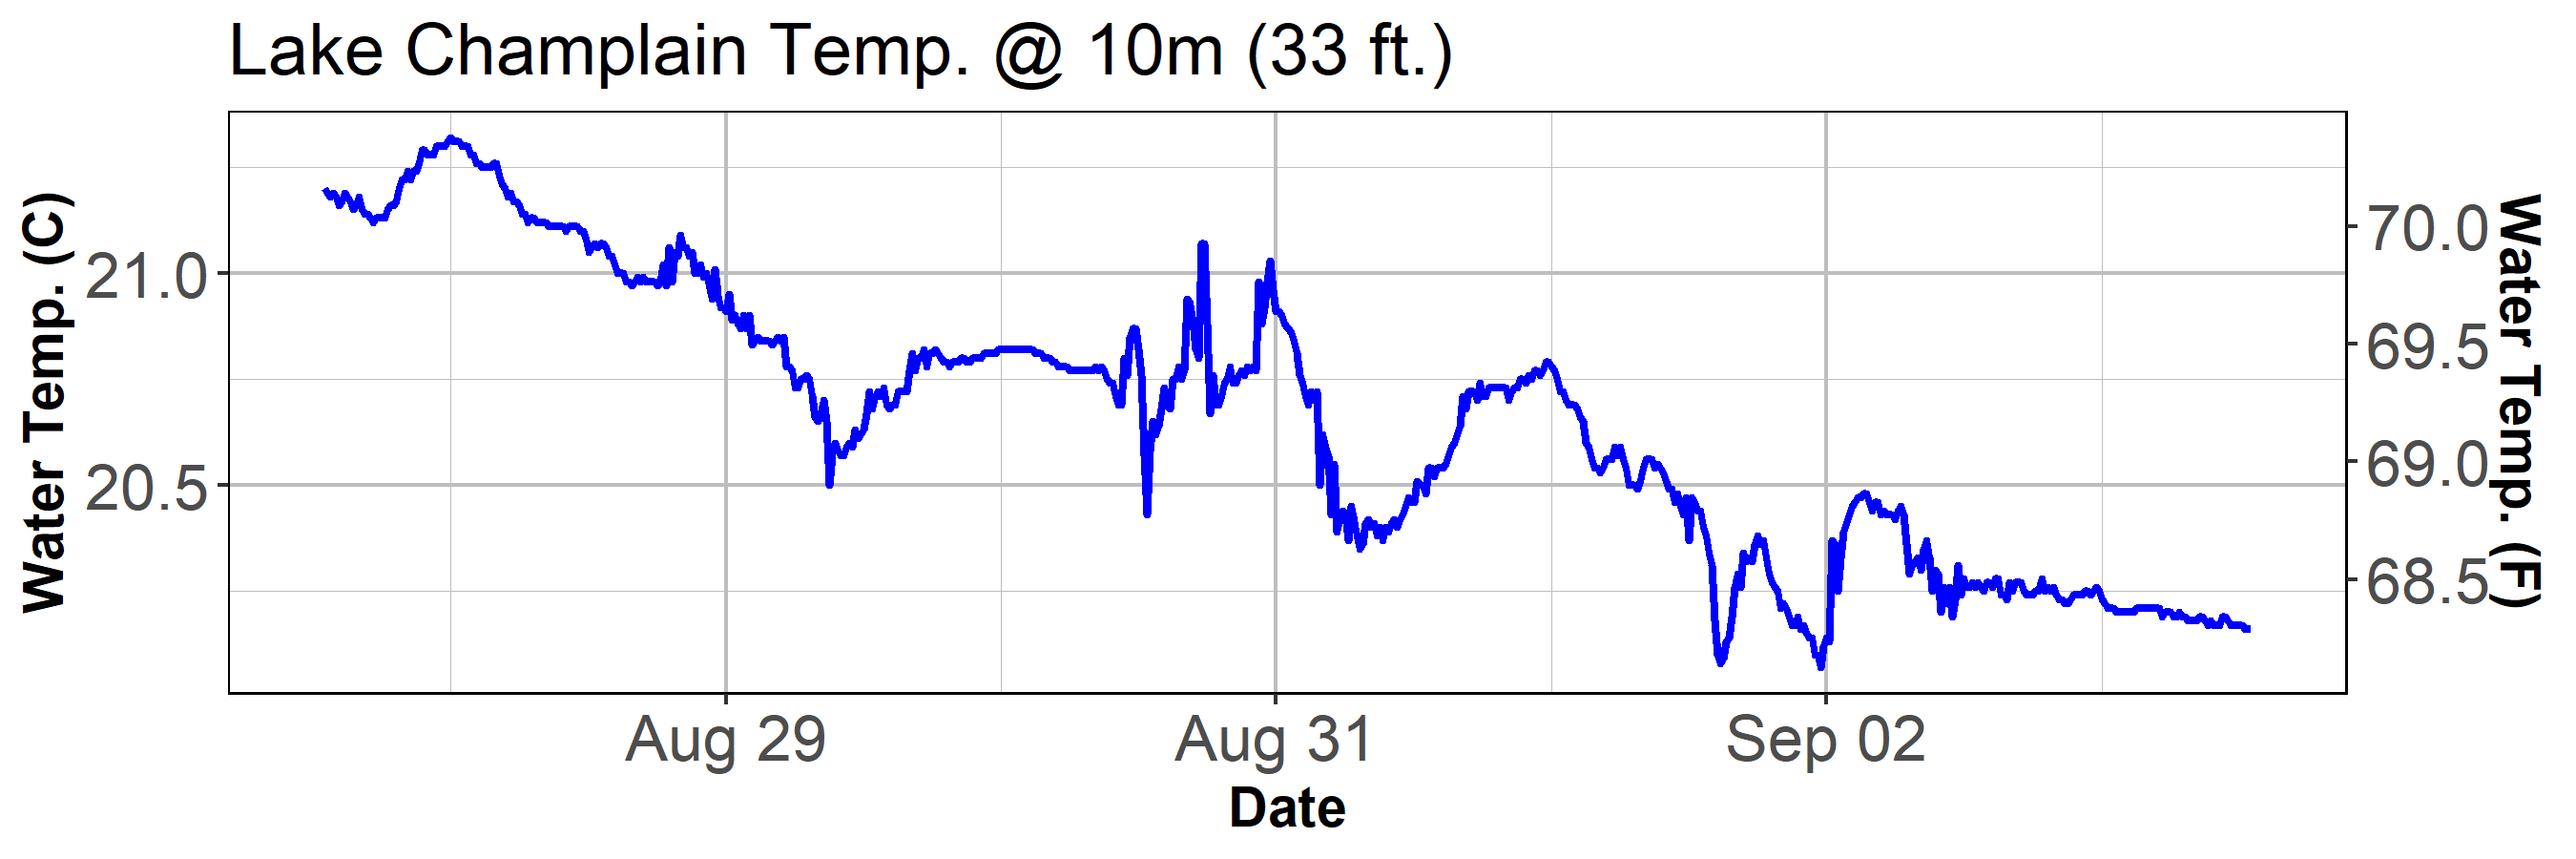 Lake Champlain Temp. @ 10m (33 ft.)
Water Temp. (C)
21.0
20.5
70.0
69.5
69.0
68.5
Water Temp. (F)
Aug 29
Aug 31
Sep 02
Date